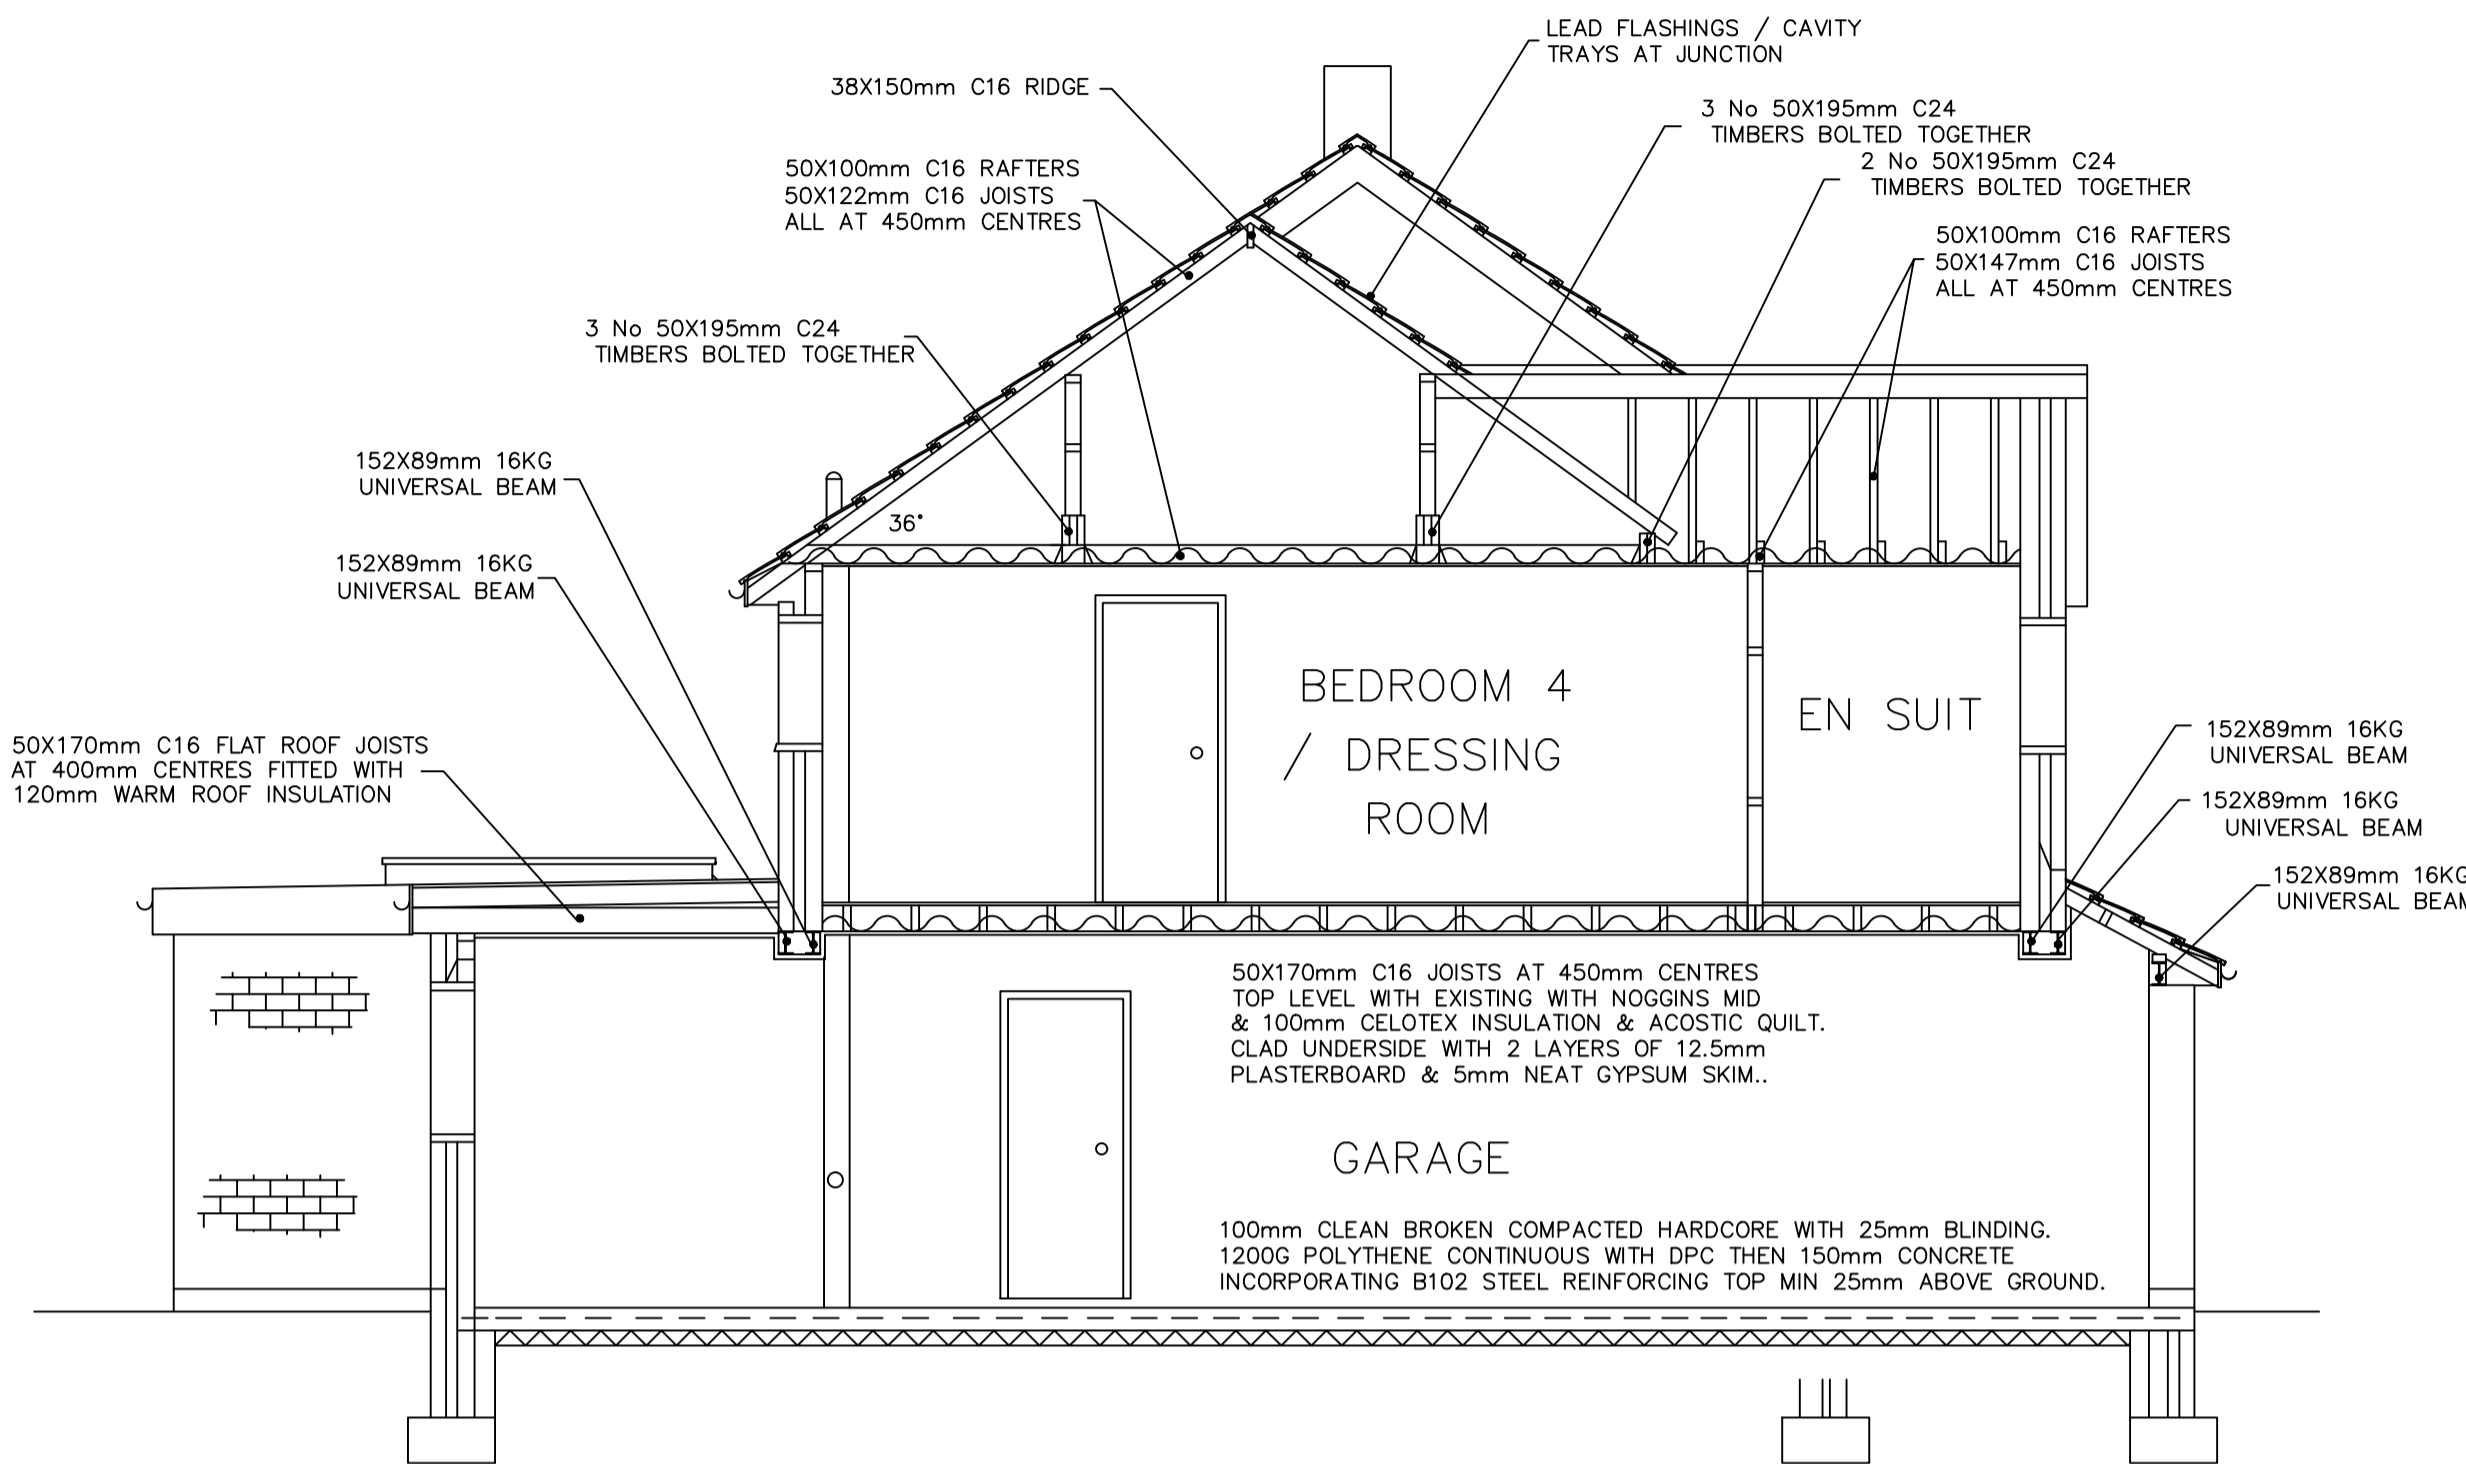 LEAD FLASHINGS / CAVITY
TRAYS AT JUNCTION
38X150mm C16 RIDGE
3 No 50X195mm C24
TIMBERS BOLTED TOGETHER
2 No 50X195mm C24
TIMBERS BOLTED TOGETHER
50X100mm C16 RAFTERS
50X122mm C16 JOISTS
ALL AT 450mm CENTRES
50X100mm C16 RAFTERS
50X147mm C16 JOISTS
ALL AT 450mm CENTRES
3 No 50X195mm C24
TIMBERS BOLTED TOGETHER
152X89mm 16KG
UNIVERSAL BEAM
36°
152X89mm 16KG
UNIVERSAL BEAM
BEDROOM 4
/ DRESSING
ROOM
EN SUIT
50X170mm C16 FLAT ROOF JOISTS
AT 400mm CENTRES FITTED WITH
120mm WARM ROOF INSULATION
152X89mm 16KG
UNIVERSAL BEAM
152X89mm 16KG
UNIVERSAL BEAM
152X89mm 16KG
UNIVERSAL BEAM
50X170mm C16 JOISTS AT 450mm CENTRES
TOP LEVEL WITH EXISTING WITH NOGGINS MID
& 100mm CELOTEX INSULATION & ACOSTIC QUILT.
CLAD UNDERSIDE WITH 2 LAYERS OF 12.5mm
PLASTERBOARD & 5mm NEAT GYPSUM SKIM..
GARAGE
100mm CLEAN BROKEN COMPACTED HARDCORE WITH 25mm BLINDING.
1200G POLYTHENE CONTINUOUS WITH DPC THEN 150mm CONCRETE
INCORPORATING B102 STEEL REINFORCING TOP MIN 25mm ABOVE GROUND.